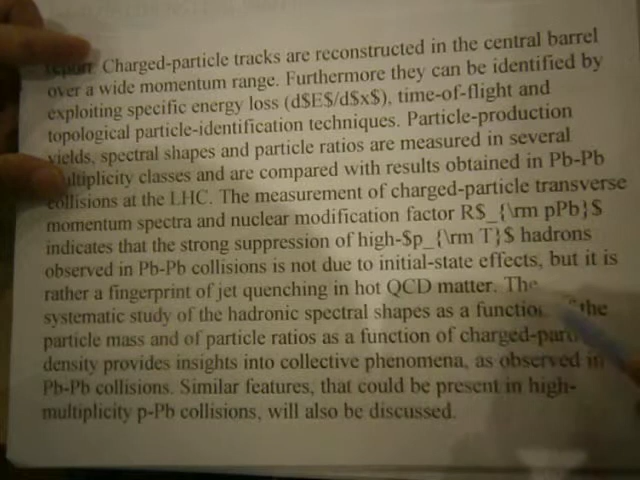 report. Charged-particle tracks are reconstructed in the central barrel
over a wide momentum range. Furthermore they can be identified by
exploiting specific energy loss (d$E$/d$x$), time-of-flight and
topological particle-identification techniques. Particle-production
yields, spectral shapes and particle ratios are measured in several
multiplicity classes and are compared with results obtained in Pb-Pb
collisions at the LHC. The measurement of charged-particle transverse
momentum spectra and nuclear modification factor R$_{\rm pPb}$
indicates that the strong suppression of high-$p_{\rm T}$ hadrons
observed in Pb-Pb collisions is not due to initial-state effects, but it is
rather a fingerprint of jet quenching in hot QCD matter. The
systematic study of the hadronic spectral shapes as a function the
particle mass and of particle ratios as a function of
density provides insights into collective phenomena, as observed in
Pb-Pb collisions. Similar features, that could be present in high-
multiplicity p-Pb collisions, will also be discussed.